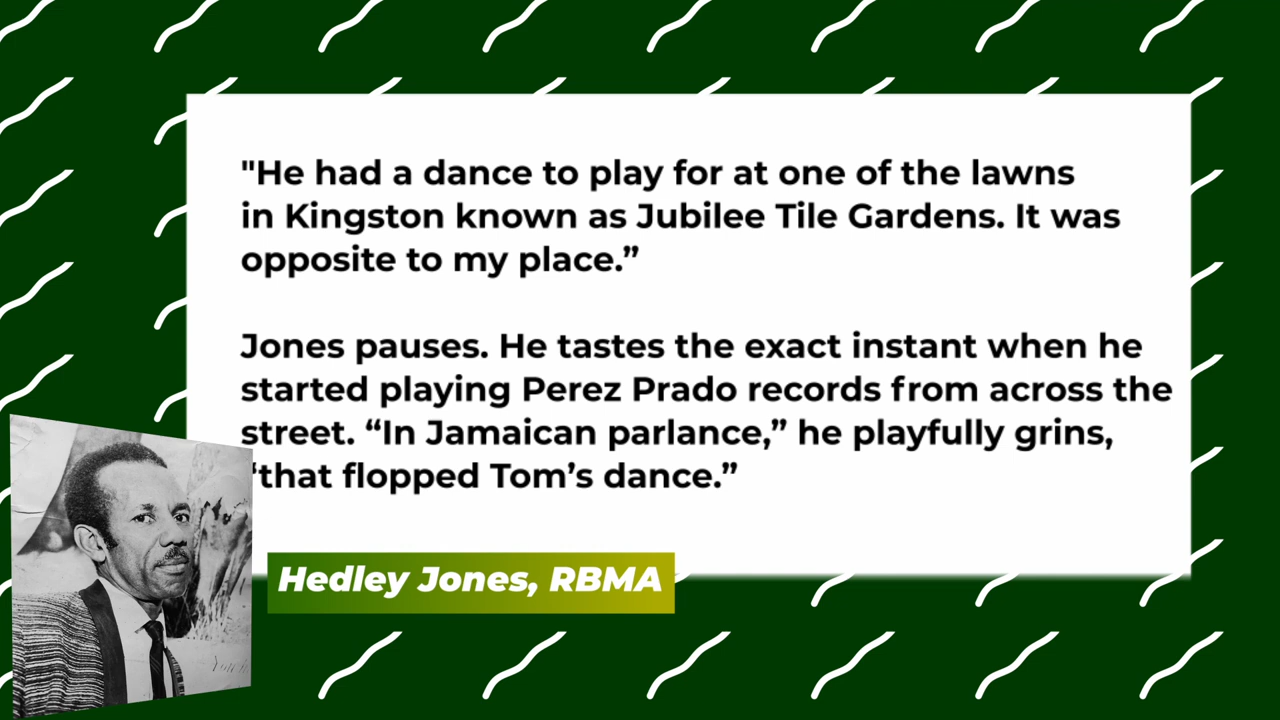 "He had a dance to play for at one of the lawns
in Kingston known as Jubilee Tile Gardens. It was
opposite to my place.”
Jones pauses. He tastes the exact instant when he
started playing Perez Prado records from across the
street. “In Jamaican parlance,” he playfully grins,
“that flopped Tom’s dance.”
Hedley Jones, RBMA